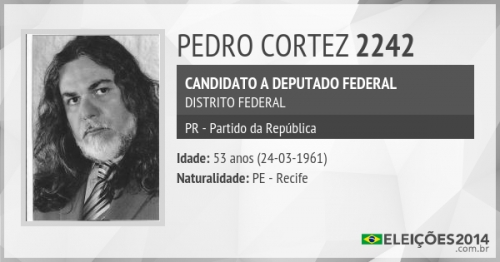 PEDRO CORTEZ 2242
CANDIDATO A DEPUTADO FEDERAL
DISTRITO FEDERAL
PR - Partido da República
Idade: 53 anos (24-03-1961)
Naturalidade: PE - Recife
ELEIÇÕES2014
.com.br